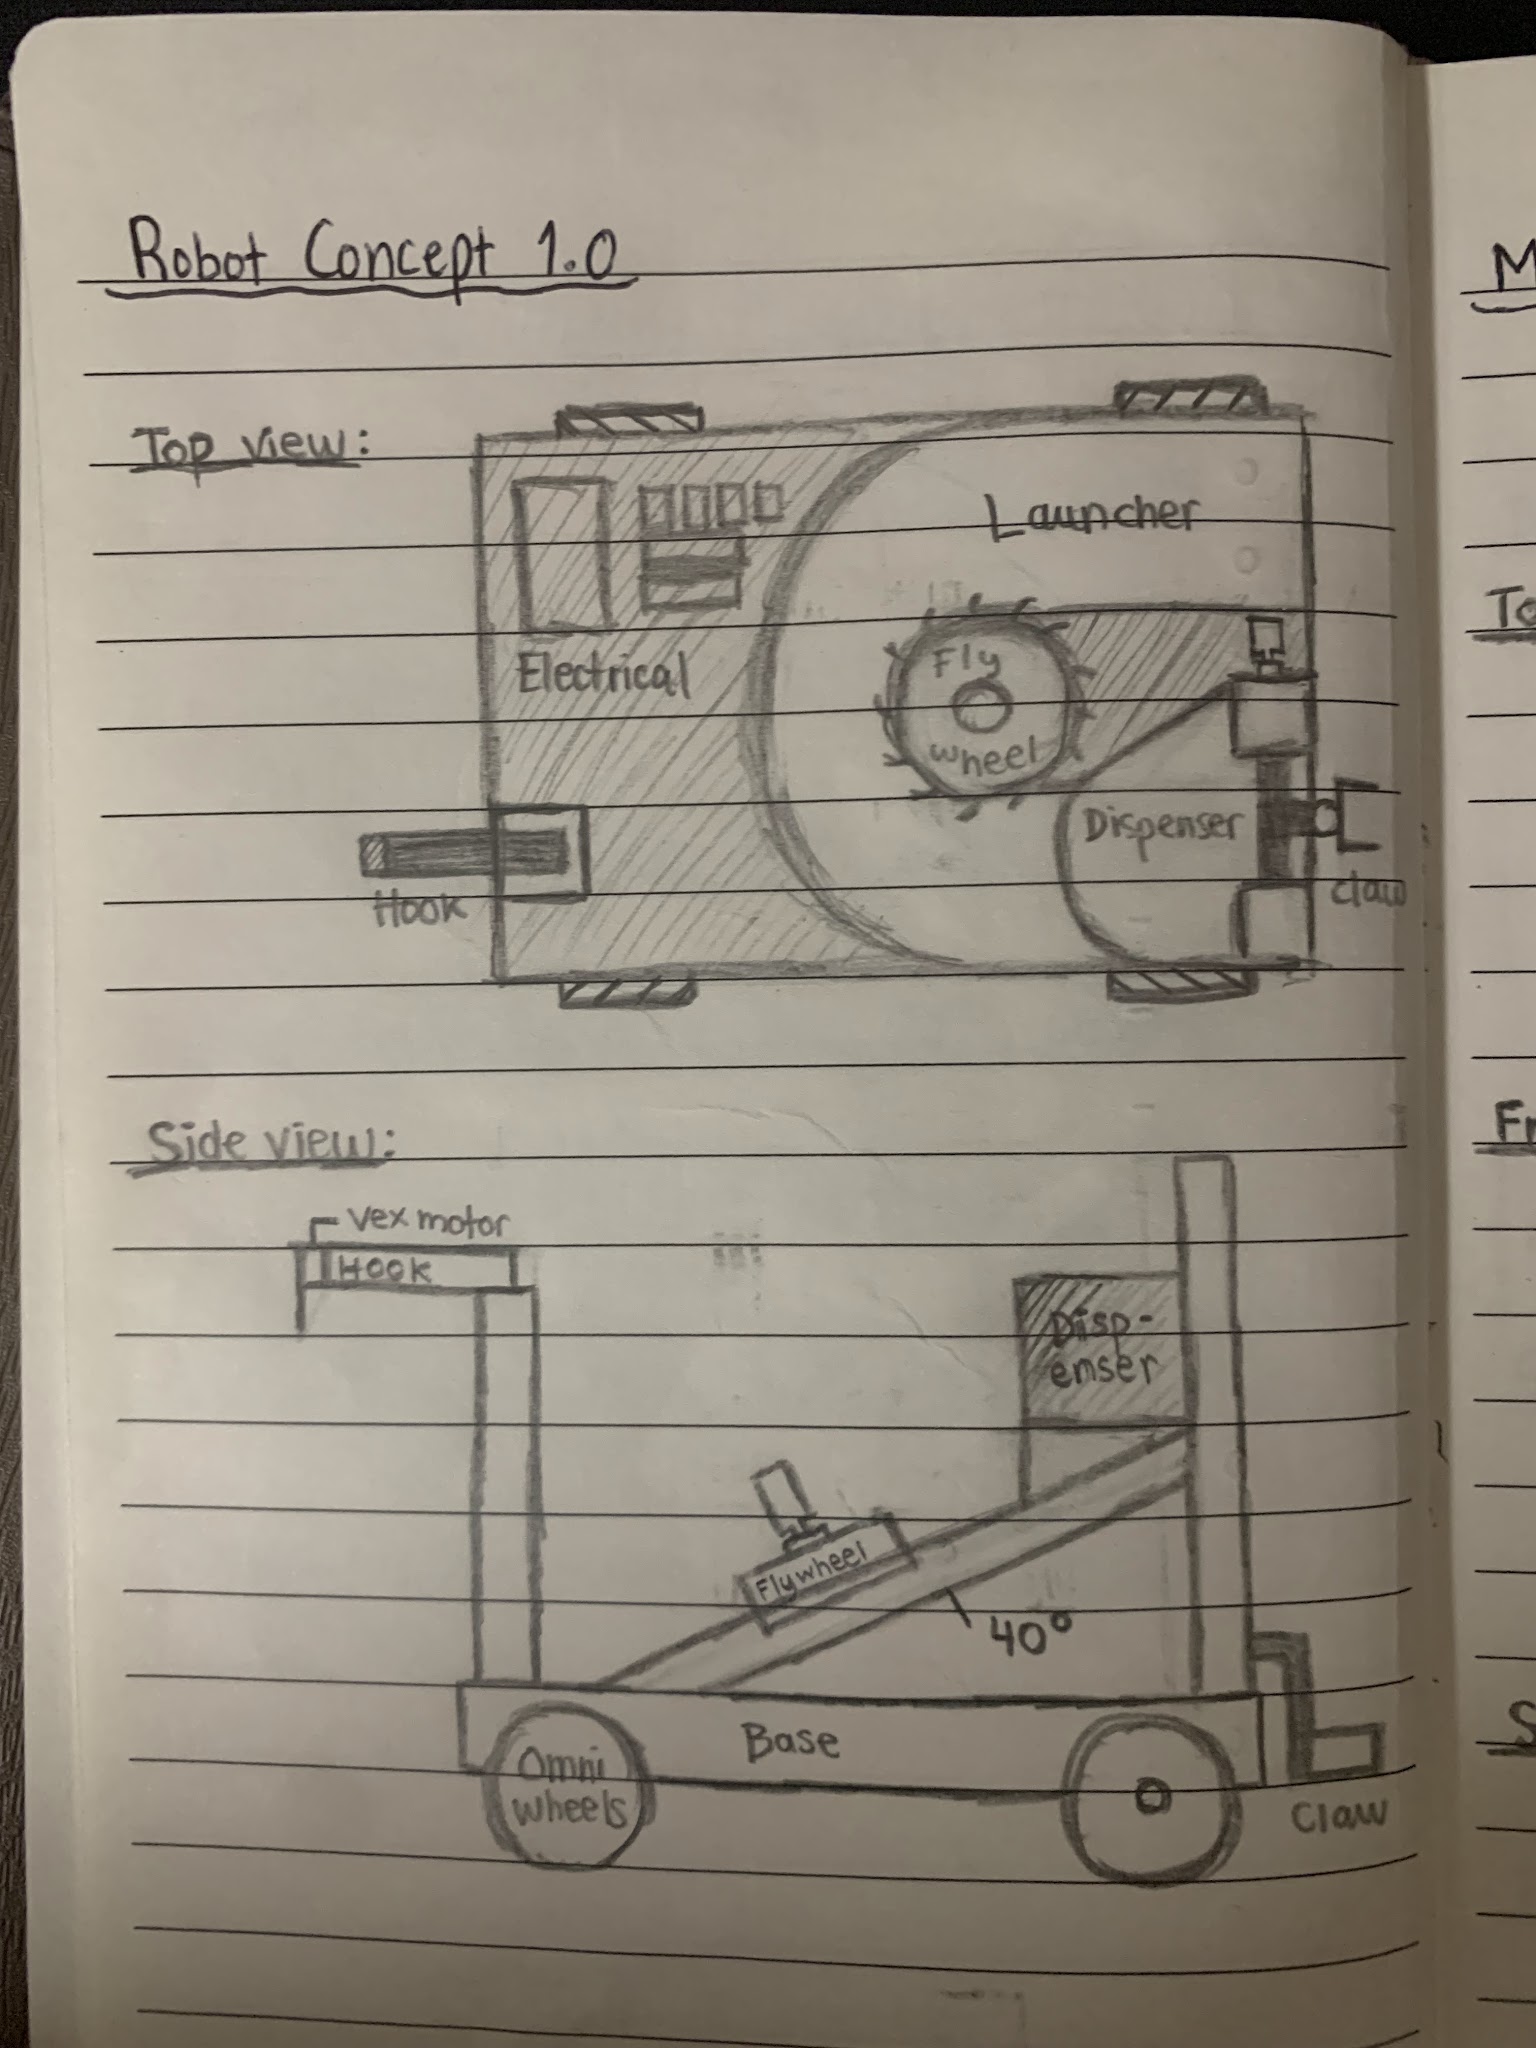 Robot Concept 1.0
Top view:
Launcher
Fly
wheel
Electrical
Dispenser
Hook
claw
Side view:
vex motor
Hook
Disp-
emser
Flywheel
40°
Base
Omni
wheels
claw
M
To
Fr
S